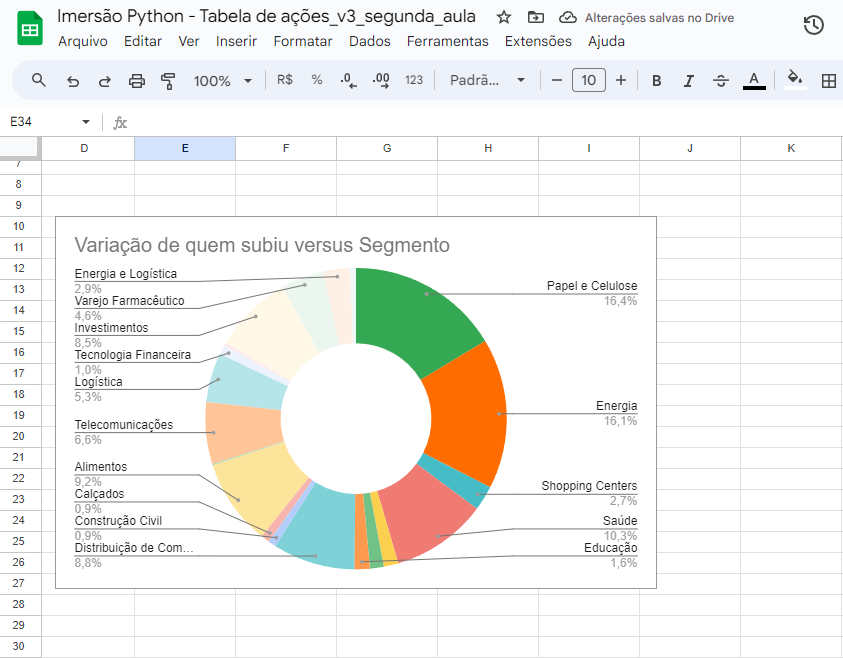 Imersão Python - Tabela de ações_v3_segunda_aula
Alterações salvas no Drive
Arquivo Editar Ver Inserir Formatar Dados Ferramentas Extensões Ajuda
100% R$ % .0 .00 123 Padrã... 10 B I A
E34 fx
D E F G H I J K
7
8
9
10
11
12
13
14
15
16
17
18
19
20
21
22
23
24
25
26
27
28
29
30
Variação de quem subiu versus Segmento
Energia e Logística
2,9%
Varejo Farmacêutico
4,6%
Investimentos
8,5%
Tecnologia Financeira
1,0%
Logística
5,3%
Telecomunicações
6,6%
Alimentos
9,2%
Calçados
0,9%
Construção Civil
0,9%
Distribuição de Com...
8,8%
Papel e Celulose
16,4%
Energia
16,1%
Shopping Centers
2,7%
Saúde
10,3%
Educação
1,6%